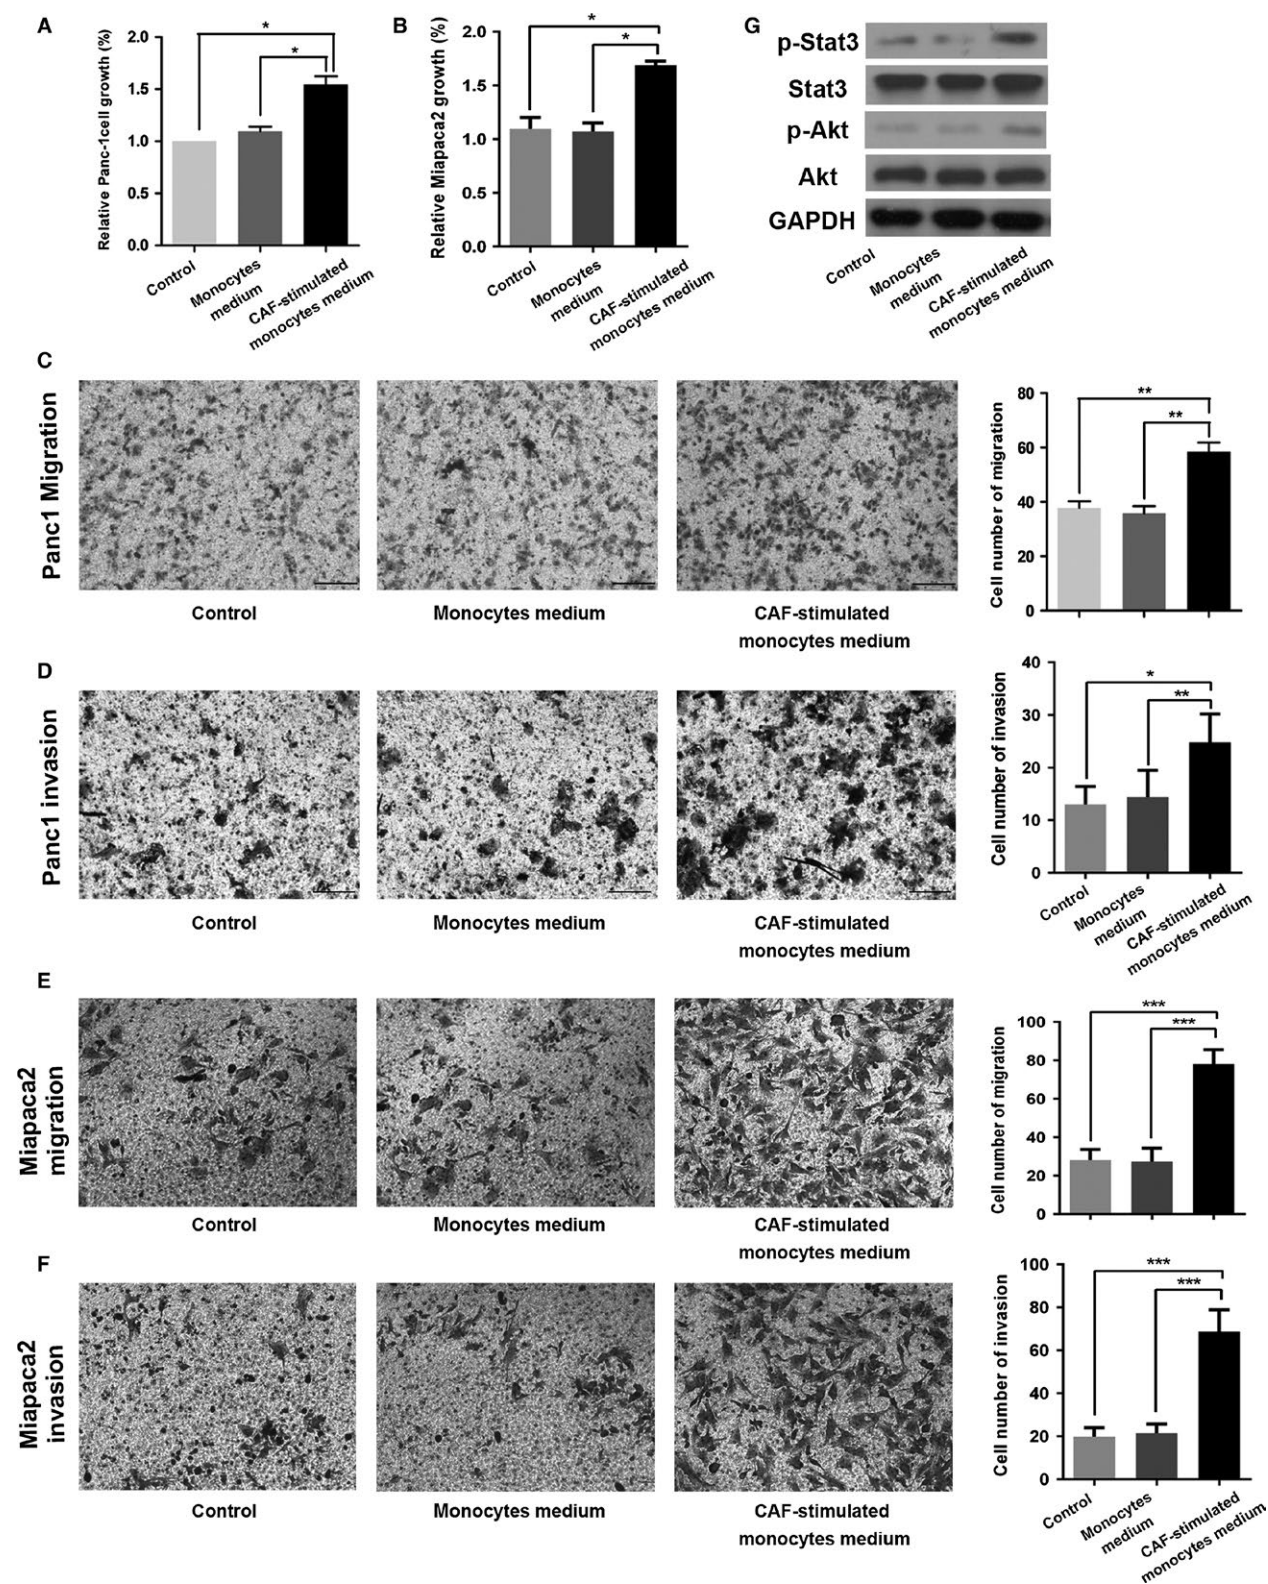 A
Relative Panc-1cell growth (%)
2.0
1.5
1.0
0.5
0.0
*
*
Control
Monocytes
medium
CAF-stimulated
monocytes medium
B
Relative Miapaca2 growth (%)
2.0
1.5
1.0
0.5
0.0
*
*
Control
Monocytes
medium
CAF-stimulated
monocytes medium
G
p-Stat3
Stat3
p-Akt
Akt
GAPDH
Control
Monocytes
medium
CAF-stimulated
monocytes medium
C
Panc1 Migration
Control
Monocytes medium
CAF-stimulated
monocytes medium
Cell number of migration
80
60
40
20
0
**
**
D
Panc1 invasion
Control
Monocytes medium
CAF-stimulated
monocytes medium
Cell number of invasion
40
30
20
10
0
*
**
Control
Monocytes
medium
CAF-stimulated
monocytes medium
E
Miapaca2
migration
Control
Monocytes medium
CAF-stimulated
monocytes medium
Cell number of migration
100
80
60
40
20
0
***
***
F
Miapaca2
invasion
Control
Monocytes medium
CAF-stimulated
monocytes medium
Cell number of invasion
100
80
60
40
20
0
***
***
Control
Monocytes
medium
CAF-stimulated
monocytes medium